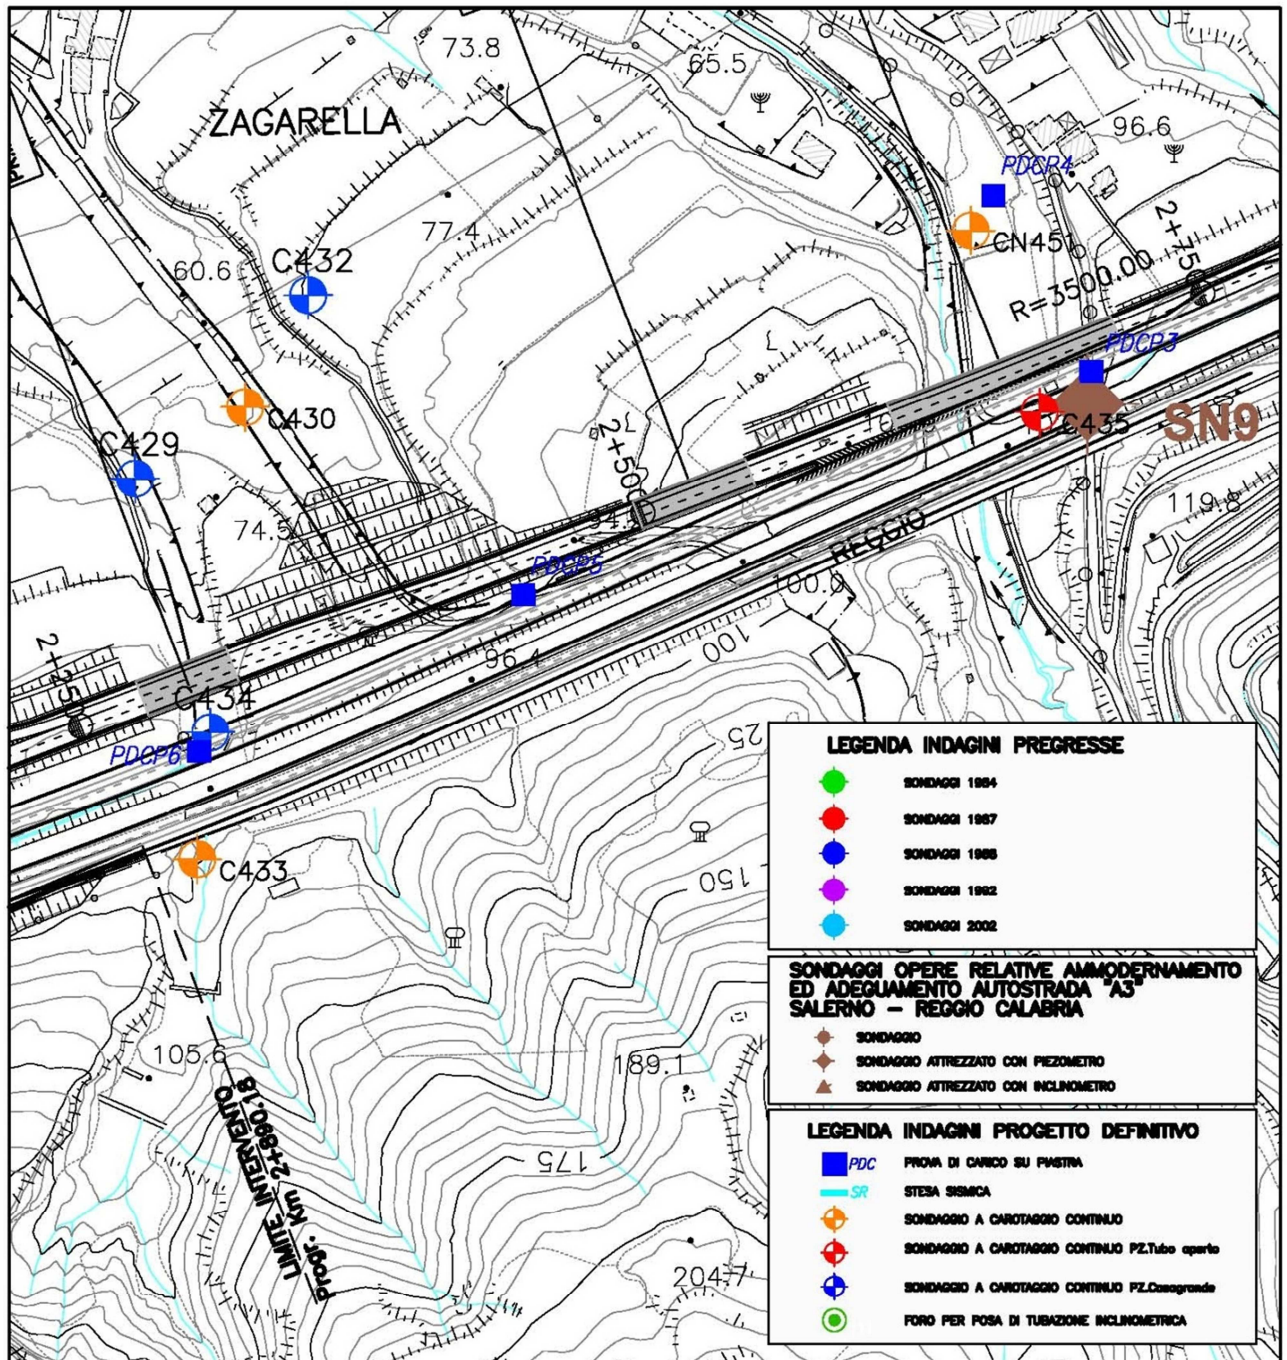 73.8
65.5
ZAGARELLA
96.6
PDCP4
77.4
CN451
2+750
C432
60.6
R=3500.00
PDCP3
C430
C435
SN9
C429
2+500
119.8
74.5
REGGIO
PDCP5
100.0
96.4
100
2+250
C434
PDCP6
25
C433
150
105.6
189.1
175
204.7
LIMITE INTERVENTO
Progr. Km 2+890.18
LEGENDA INDAGINI PREGRESSE
SONDAGGI 1984
SONDAGGI 1987
SONDAGGI 1988
SONDAGGI 1992
SONDAGGI 2002
SONDAGGI OPERE RELATIVE AMMODERNAMENTO
ED ADEGUAMENTO AUTOSTRADA "A3"
SALERNO – REGGIO CALABRIA
SONDAGGIO
SONDAGGIO ATTREZZATO CON PIEZOMETRO
SONDAGGIO ATTREZZATO CON INCLINOMETRO
LEGENDA INDAGINI PROGETTO DEFINITIVO
PDC PROVA DI CARICO SU PIASTRA
SR STESA SISMICA
SONDAGGIO A CAROTAGGIO CONTINUO
SONDAGGIO A CAROTAGGIO CONTINUO PZ.Tubo aperto
SONDAGGIO A CAROTAGGIO CONTINUO PZ.Casagrande
FORO PER POSA DI TUBAZIONE INCLINOMETRICA